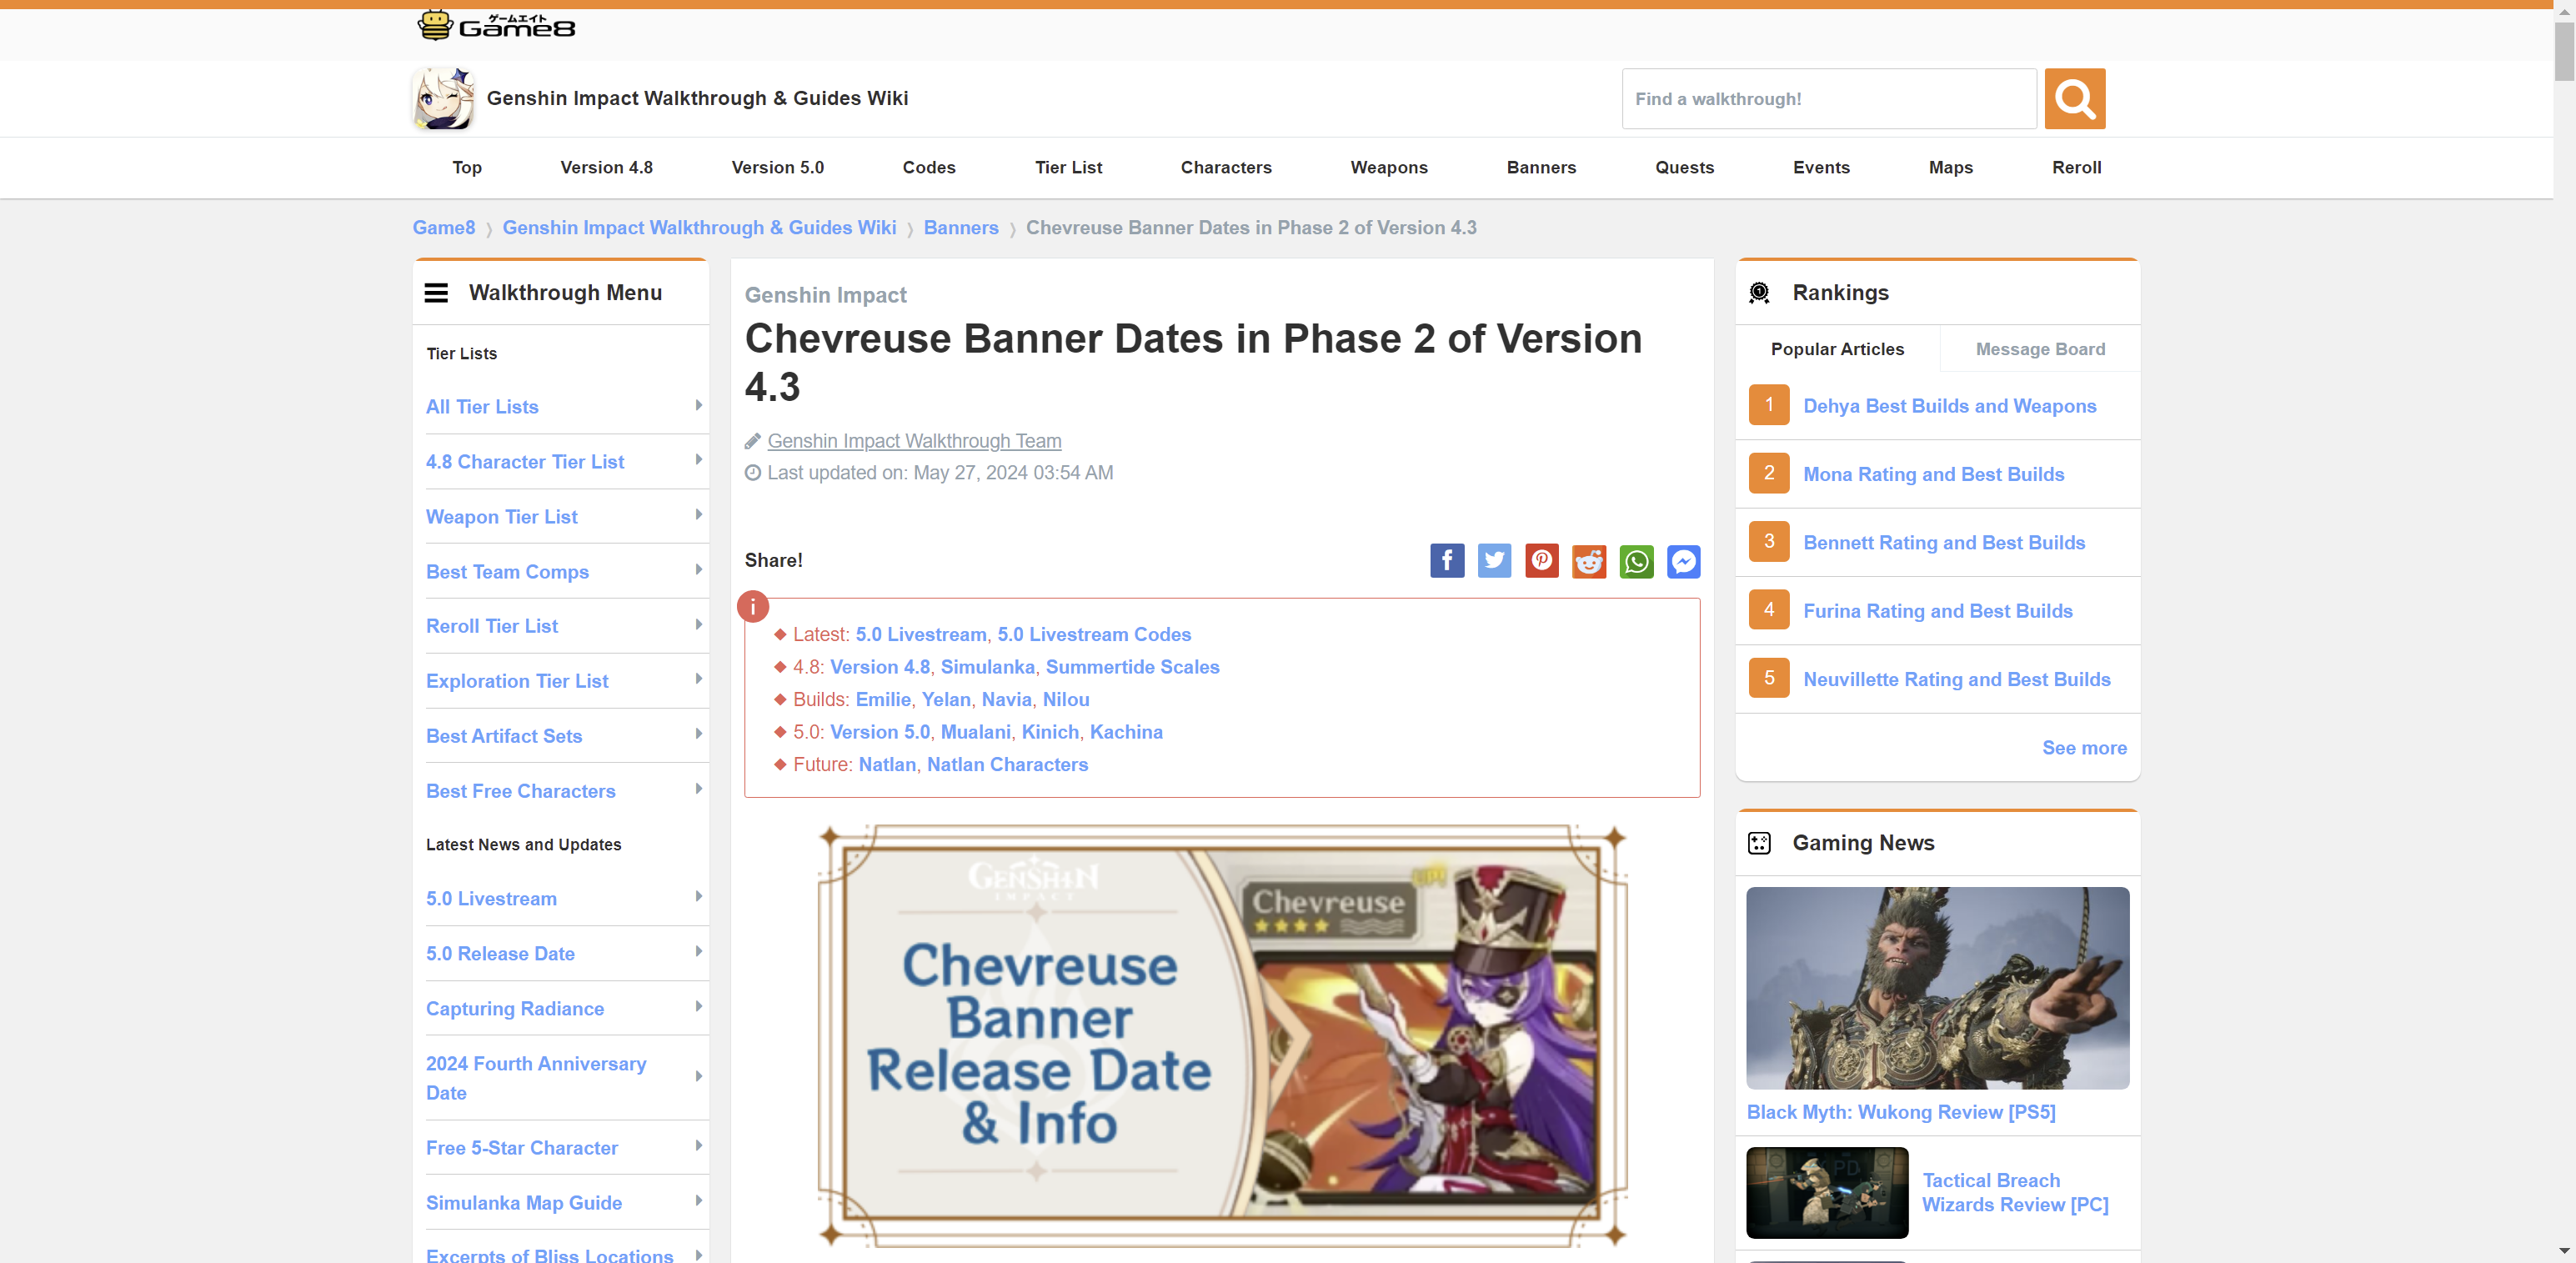 ゲームエイト
Game8
Genshin Impact Walkthrough & Guides Wiki
Find a walkthrough!
Top
Version 4.8
Version 5.0
Codes
Tier List
Characters
Weapons
Banners
Quests
Events
Maps
Reroll
Game8 ❭ Genshin Impact Walkthrough & Guides Wiki ❭ Banners ❭ Chevreuse Banner Dates in Phase 2 of Version 4.3
Walkthrough Menu
Tier Lists
All Tier Lists
4.8 Character Tier List
Weapon Tier List
Best Team Comps
Reroll Tier List
Exploration Tier List
Best Artifact Sets
Best Free Characters
Latest News and Updates
5.0 Livestream
5.0 Release Date
Capturing Radiance
2024 Fourth Anniversary
Date
Free 5-Star Character
Simulanka Map Guide
Excerpts of Bliss Locations
Genshin Impact
Chevreuse Banner Dates in Phase 2 of Version
4.3
Genshin Impact Walkthrough Team
Last updated on: May 27, 2024 03:54 AM
Share!
Latest: 5.0 Livestream, 5.0 Livestream Codes
4.8: Version 4.8, Simulanka, Summertide Scales
Builds: Emilie, Yelan, Navia, Nilou
5.0: Version 5.0, Mualani, Kinich, Kachina
Future: Natlan, Natlan Characters
GENSHIN
IMPACT
Chevreuse
Banner
Release Date
& Info
Chevreuse
UP!
Rankings
Popular Articles
Message Board
1 Dehya Best Builds and Weapons
2 Mona Rating and Best Builds
3 Bennett Rating and Best Builds
4 Furina Rating and Best Builds
5 Neuvillette Rating and Best Builds
See more
Gaming News
Black Myth: Wukong Review [PS5]
PD
Tactical Breach
Wizards Review [PC]